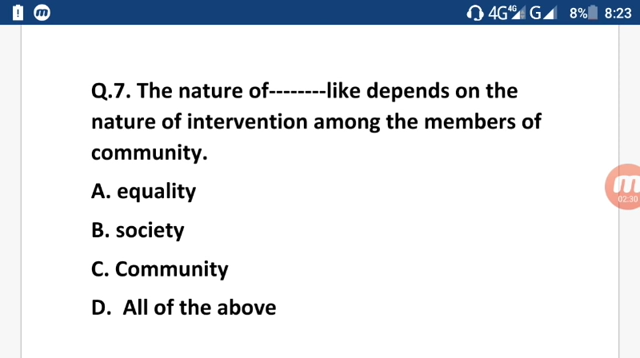 4G 4G G 8% 8:23
Q.7. The nature of--------like depends on the
nature of intervention among the members of
community.
A. equality
B. society
C. Community
D. All of the above
m
02:30